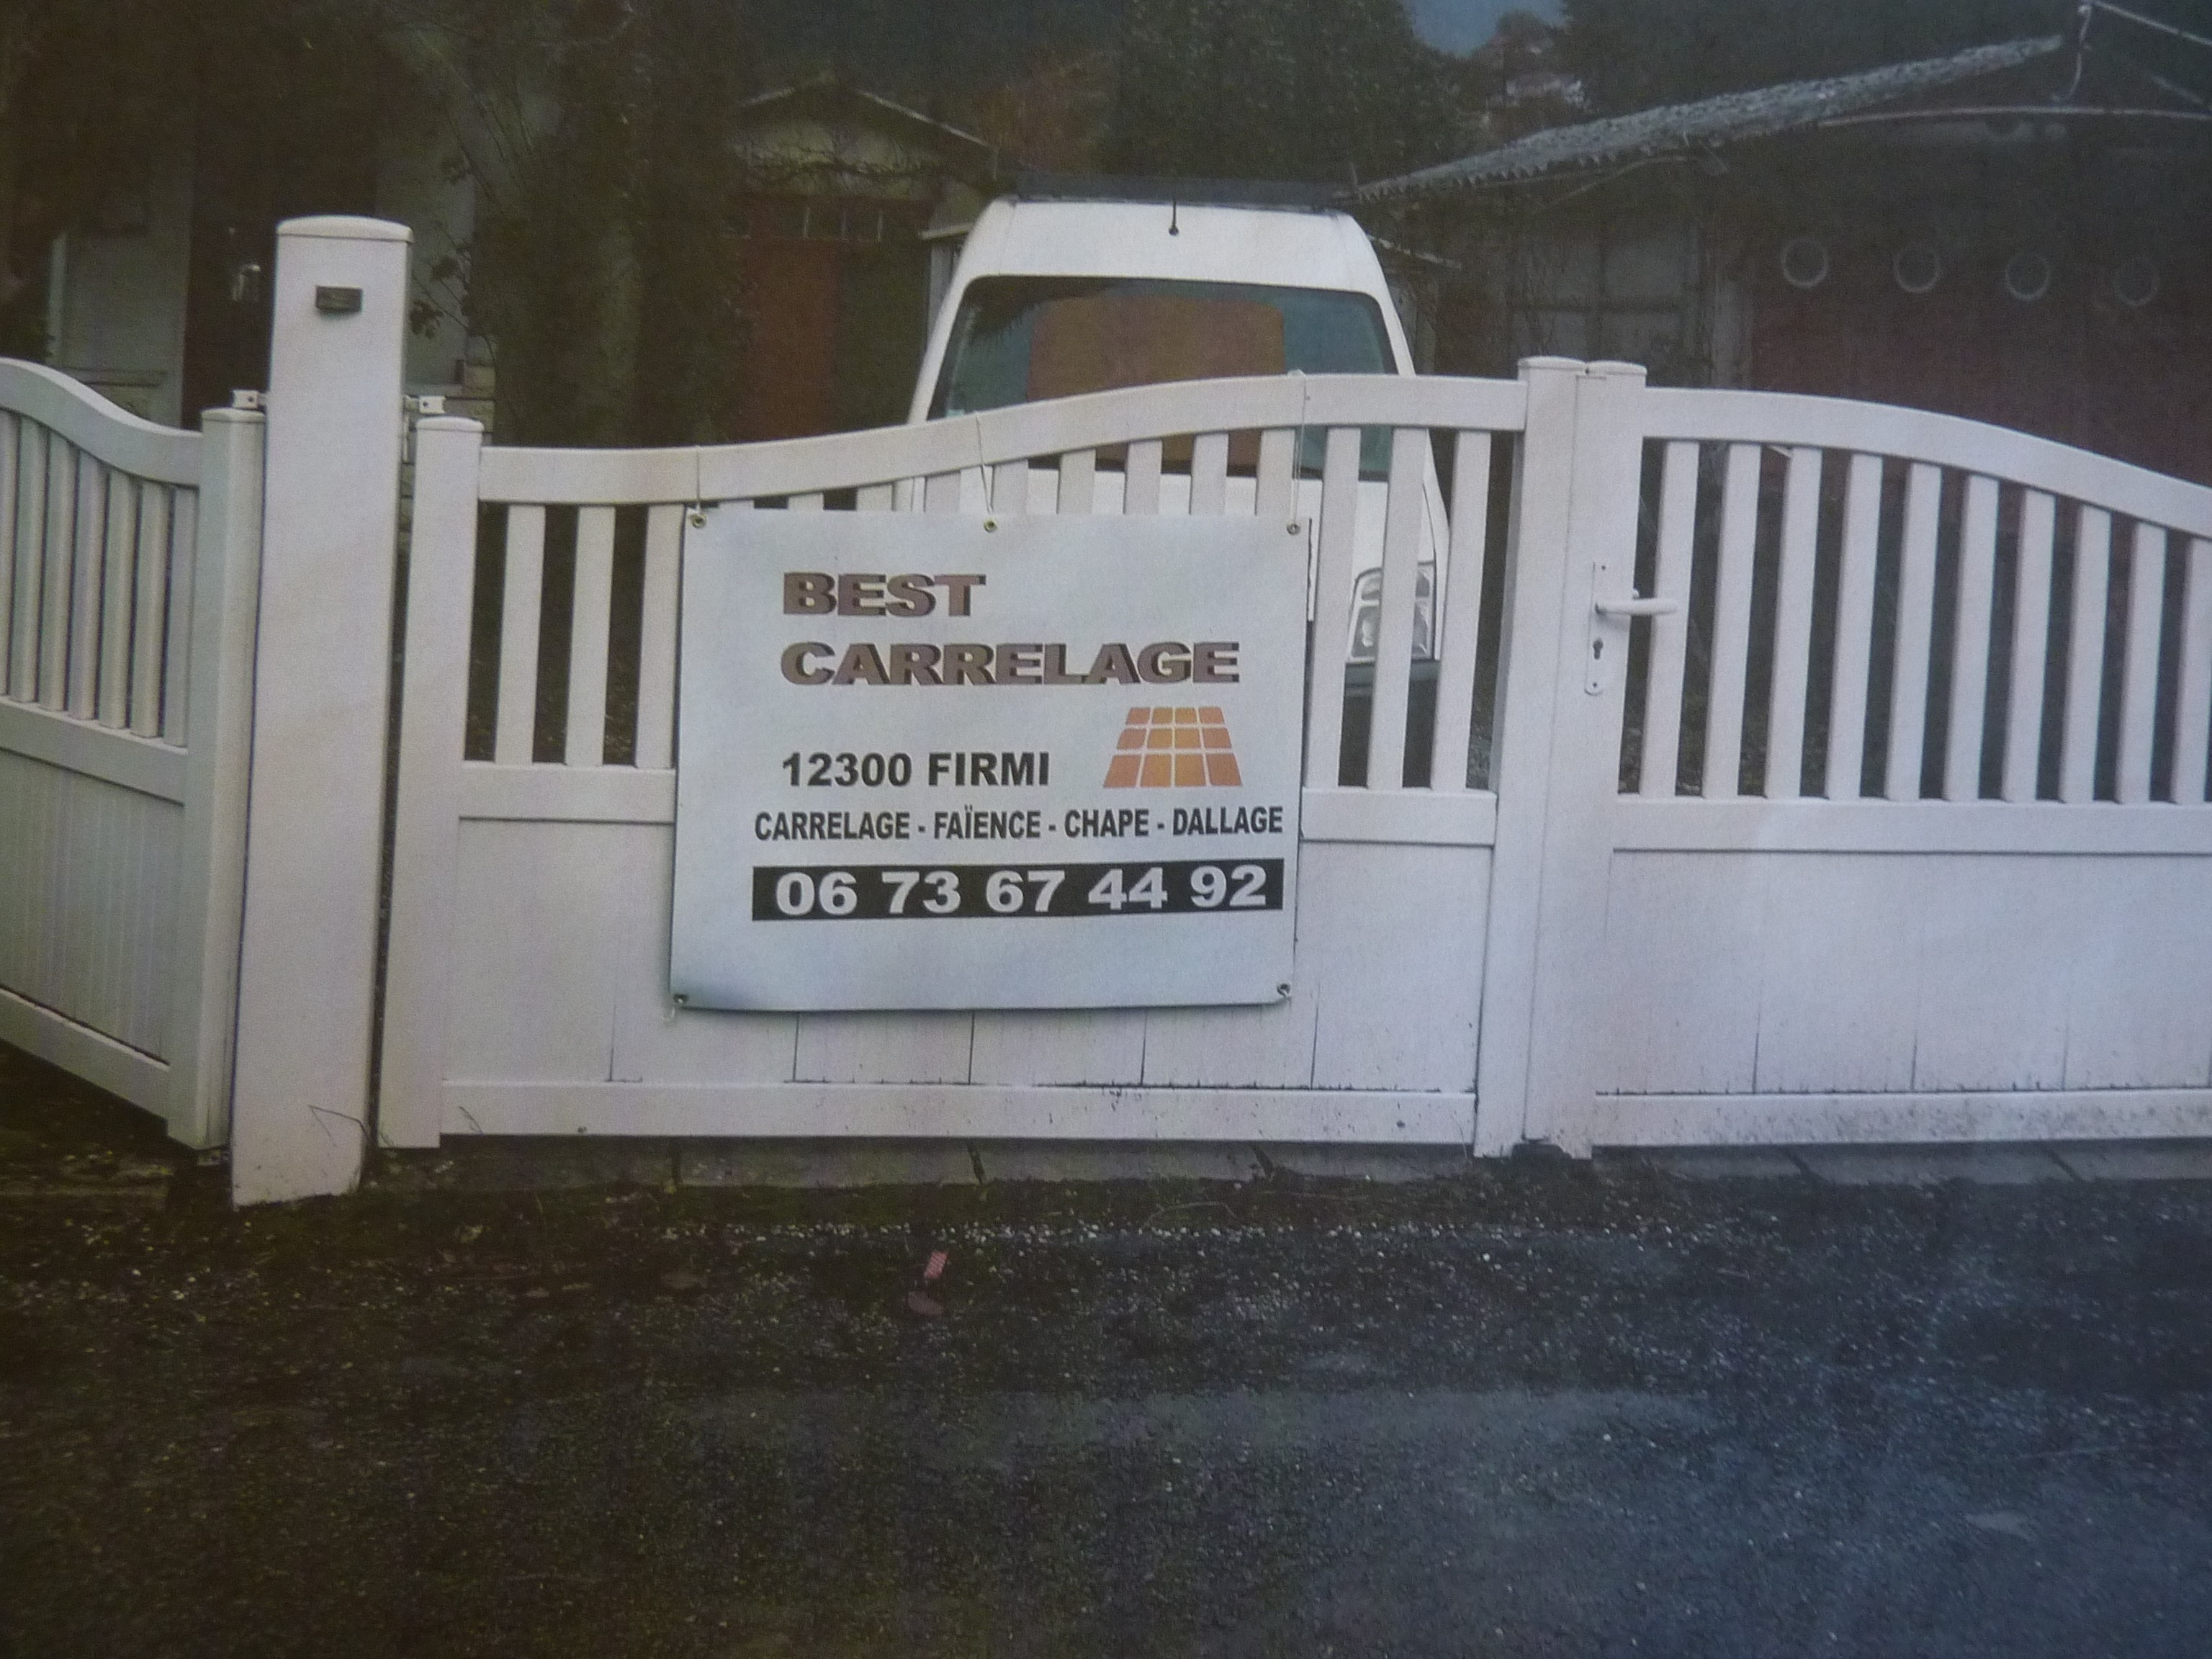 BEST
CARRELAGE
12300 FIRMI
CARRELAGE - FAÏENCE - CHAPE - DALLAGE
06 73 67 44 92